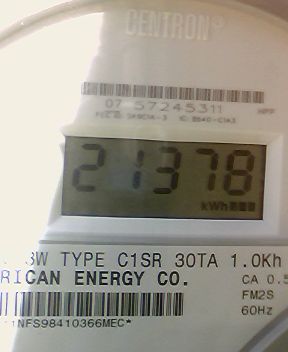 CENTRON®
07 57245311 HPP
21378
kWh
3W TYPE C1SR 30TA 1.0Kh
RICAN ENERGY CO.
CA 0.5
FM2S
60Hz
NFS98410366MEC*